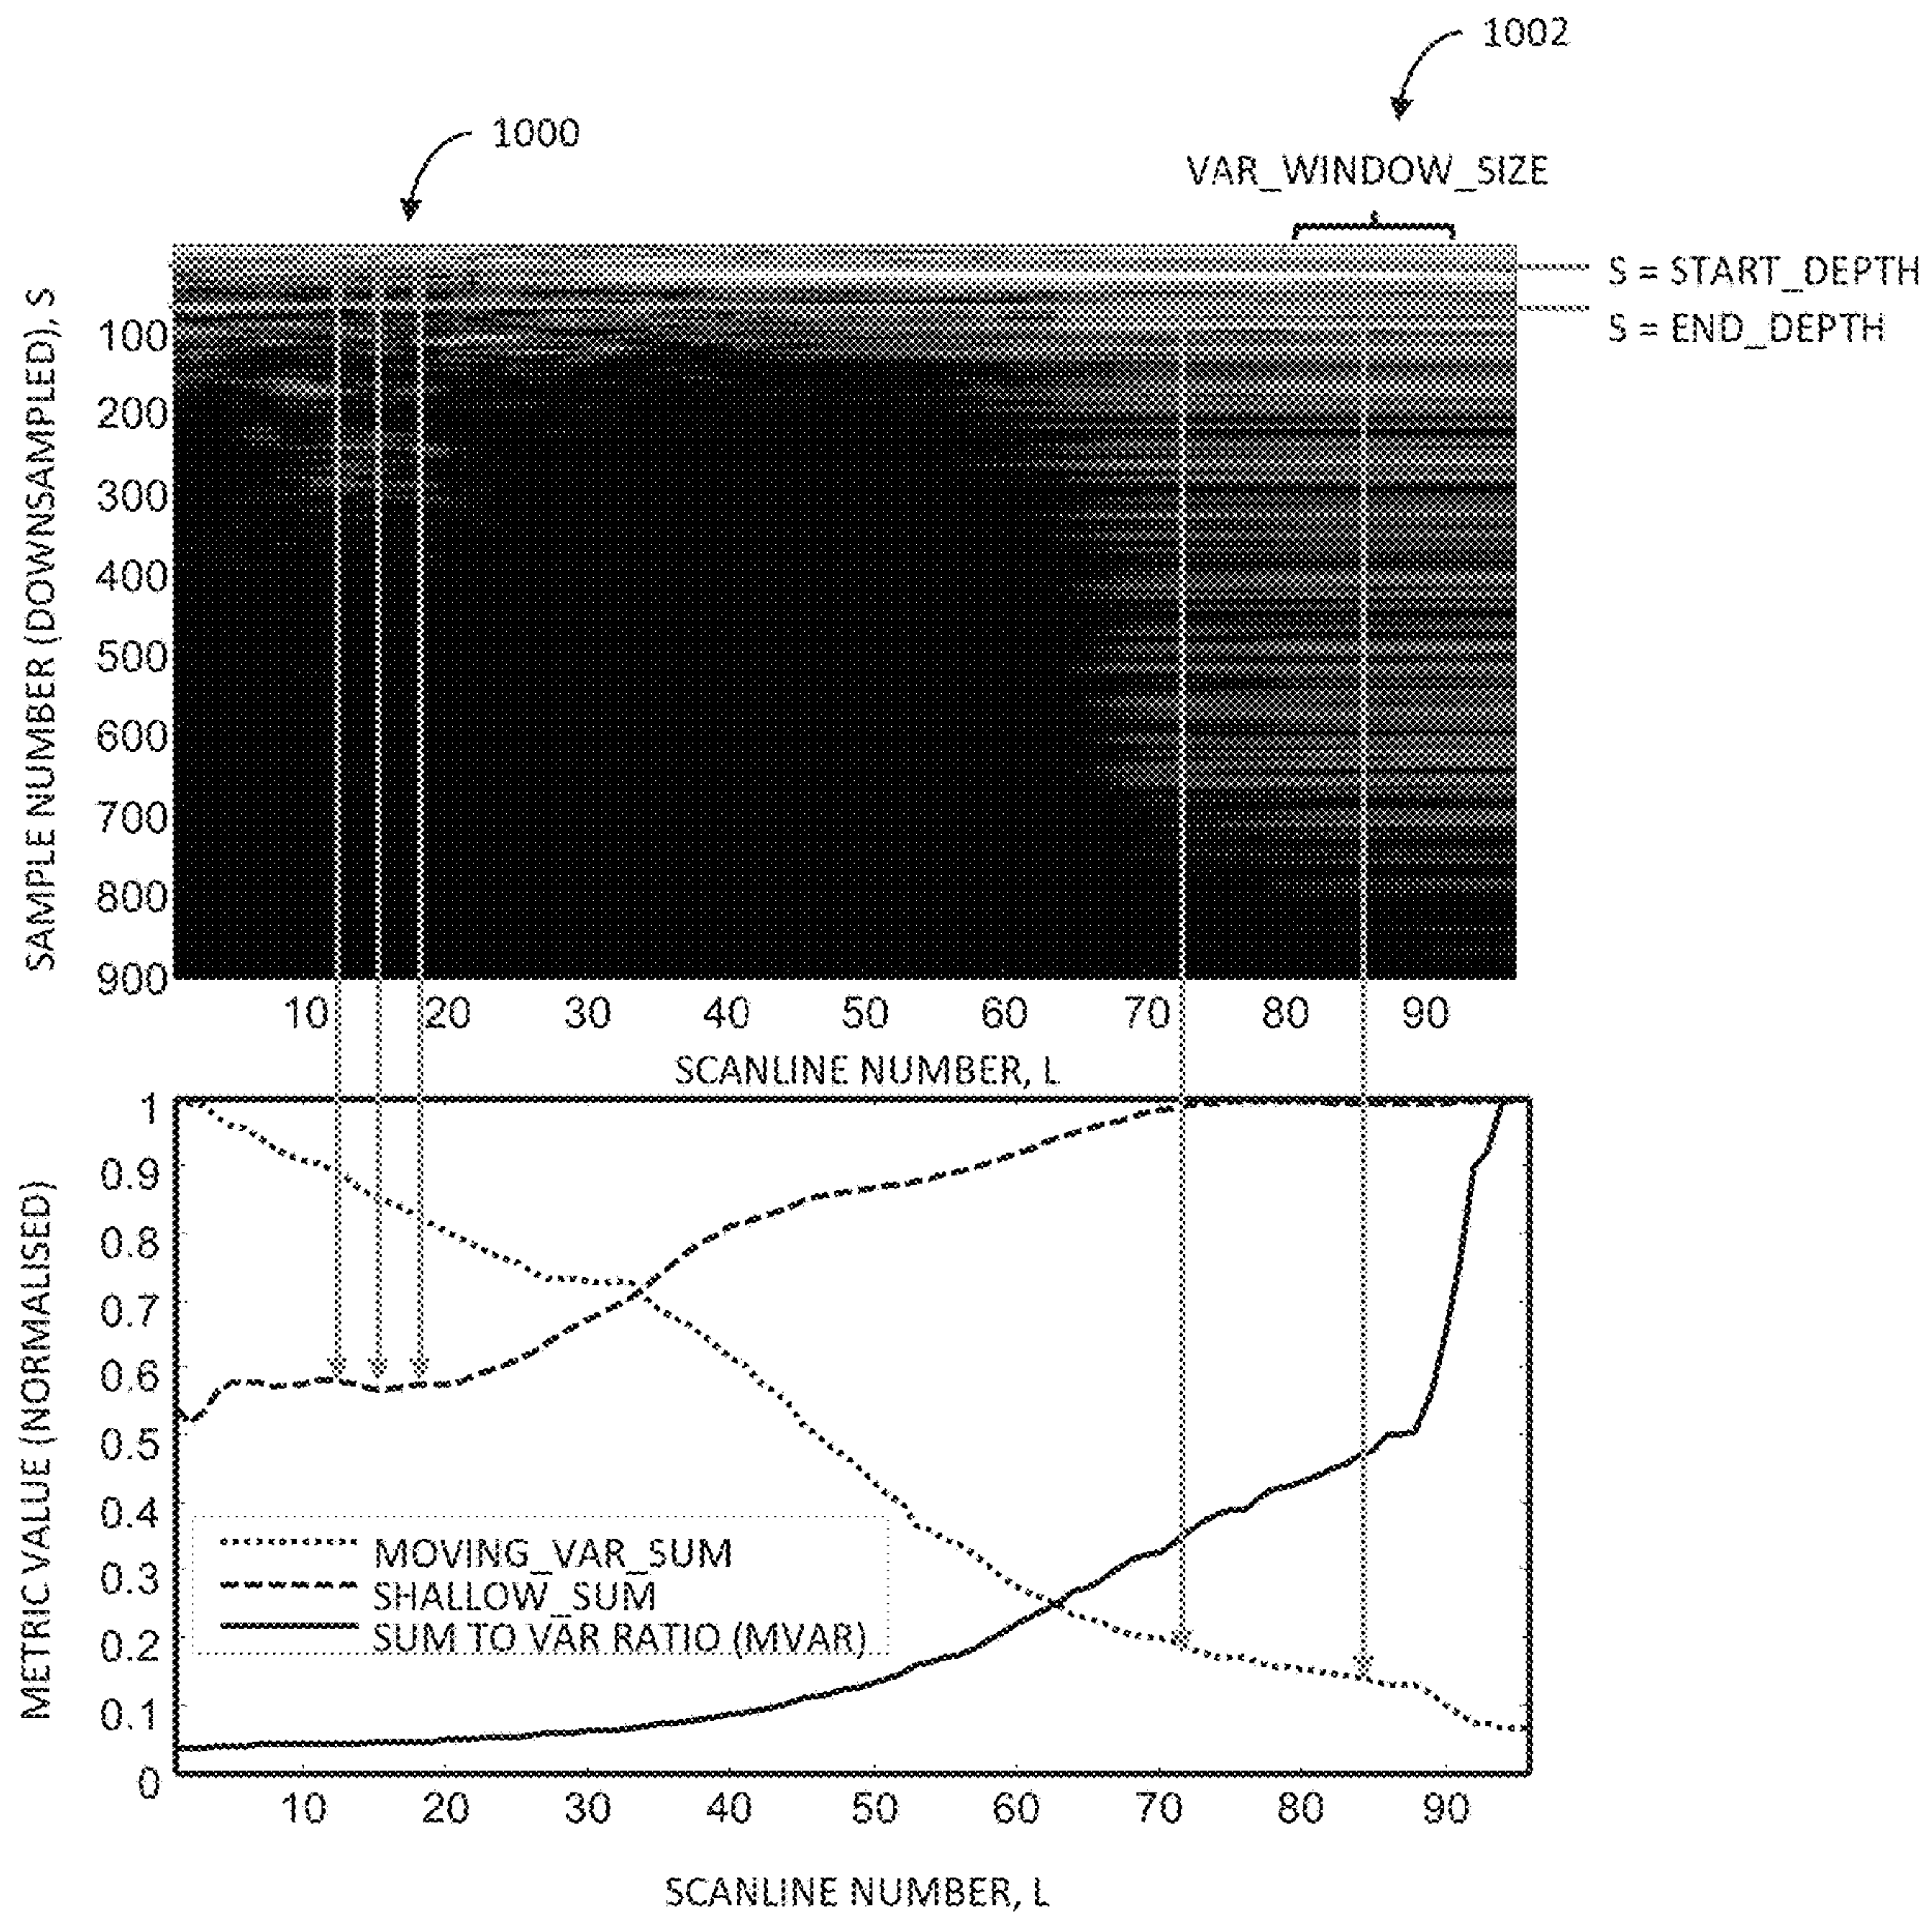 1002
1000
VAR_WINDOW_SIZE
S = START_DEPTH
S = END_DEPTH
SAMPLE NUMBER (DOWNSAMPLED), S
100
200
300
400
500
600
700
800
900
10 20 30 40 50 60 70 80 90
SCANLINE NUMBER, L
METRIC VALUE (NORMALISED)
1
0.9
0.8
0.7
0.6
0.5
0.4
0.3
0.2
0.1
0
MOVING_VAR_SUM
SHALLOW_SUM
SUM TO VAR RATIO (MVAR)
10 20 30 40 50 60 70 80 90
SCANLINE NUMBER, L